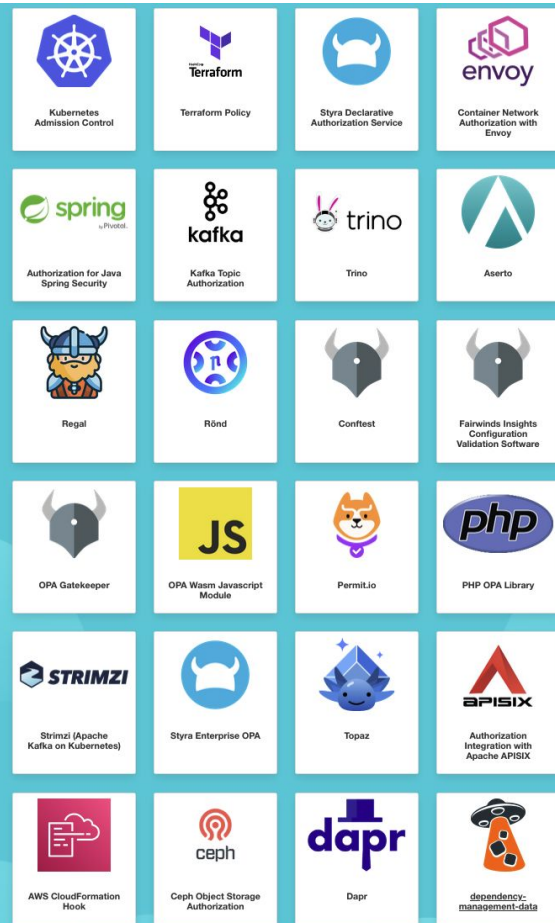 HashiCorp
Terraform
envoy
Kubernetes
Admission Control
Terraform Policy
Styra Declarative
Authorization Service
Container Network
Authorization with
Envoy
spring
by Pivotal.
kafka
trino
Authorization for Java
Spring Security
Kafka Topic
Authorization
Trino
Aserto
n
Regal
Rönd
Conftest
Fairwinds Insights
Configuration
Validation Software
JS
php
OPA Gatekeeper
OPA Wasm Javascript
Module
Permit.io
PHP OPA Library
STRIMZI
APISIX
Strimzi (Apache
Kafka on Kubernetes)
Styra Enterprise OPA
Topaz
Authorization
Integration with
Apache APISIX
ceph
dapr
AWS CloudFormation
Hook
Ceph Object Storage
Authorization
Dapr
dependency-
management-data